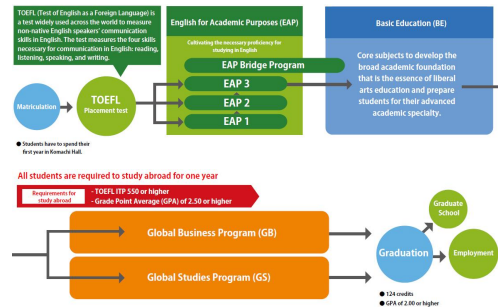 TOEFL (Test of English as a Foreign Language) is
a test widely used across the world to measure
non-native English speakers' communication
skills in English. The test measures the four skills
necessary for communication in English: reading,
listening, speaking, and writing.
English for Academic Purposes (EAP)
Cultivating the necessary proficiency for
studying in English
EAP Bridge Program
EAP 3
EAP 2
EAP 1
Basic Education (BE)
Core subjects to develop the
broad academic foundation
that is the essence of liberal
arts education and prepare
students for their advanced
academic specialty.
Matriculation
TOEFL
Placement test
● Students have to spend their
first year in Komachi Hall.
All students are required to study abroad for one year
Requirements for
study abroad
- TOEFL ITP 550 or higher
- Grade Point Average (GPA) of 2.50 or higher
Global Business Program (GB)
Global Studies Program (GS)
Graduation
Graduate
School
Employment
● 124 credits
● GPA of 2.00 or higher